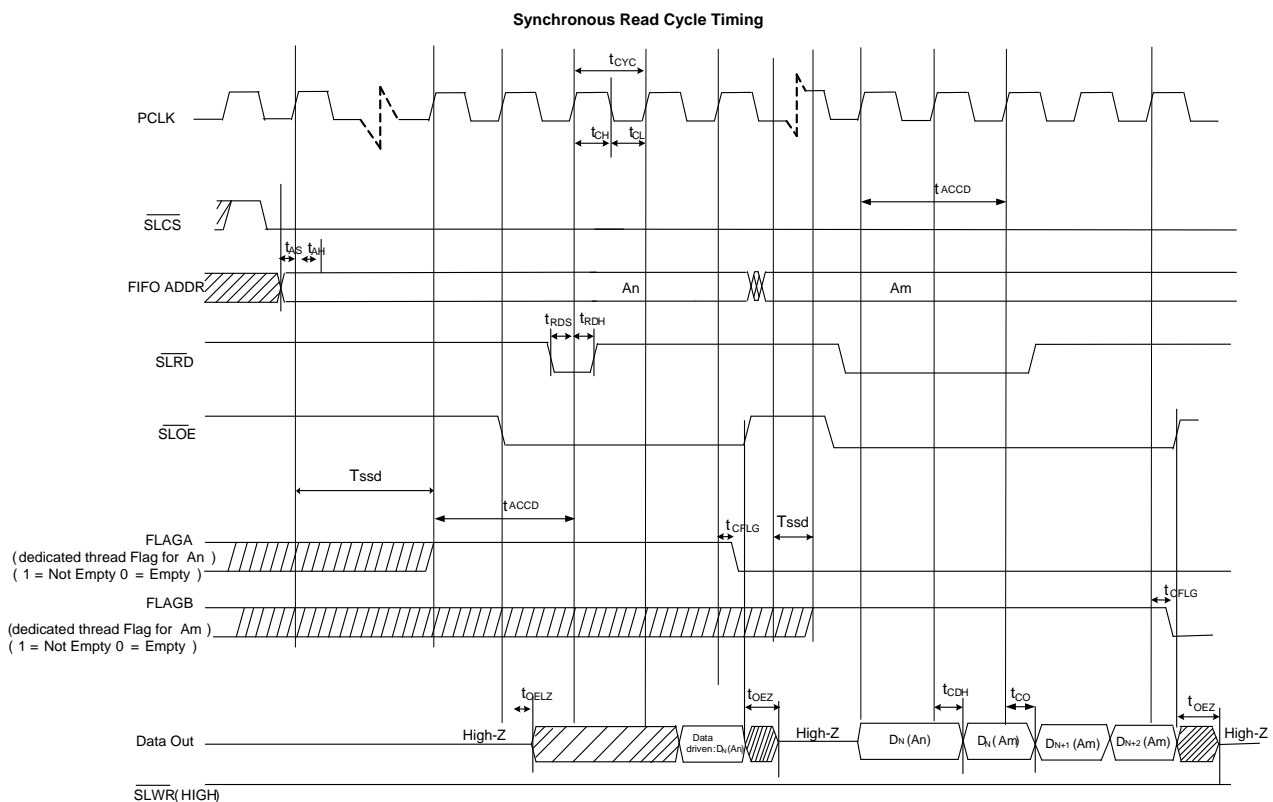 Synchronous Read Cycle Timing
tCYC
PCLK
tCH
tCL
tACCD
SLCS
tAS
tAH
FIFO ADDR
An
Am
tRDS
tRDH
SLRD
SLOE
Tssd
tACCD
tCFLG
Tssd
FLAGA
(dedicated thread Flag for An )
( 1 = Not Empty 0 = Empty )
FLAGB
(dedicated thread Flag for Am )
( 1 = Not Empty 0 = Empty )
tCFLG
tOELZ
tOEZ
tCDH
tCO
tOEZ
Data Out
High-Z
Data
driven:DN(An)
High-Z
DN(An)
DN(Am)
DN+1 (Am)
DN+2 (Am)
High-Z
SLWR(HIGH)